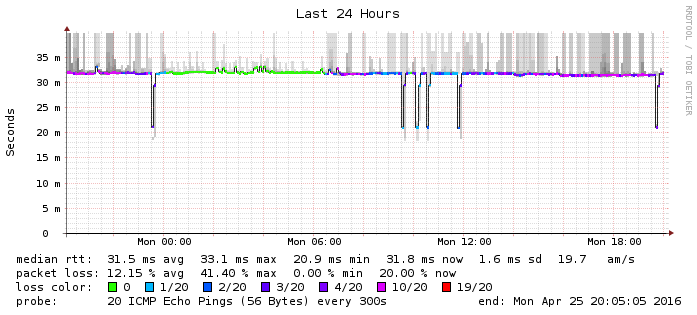 Last 24 Hours
RRDTOOL / TOBI OETIKER
Seconds
35 m
30 m
25 m
20 m
15 m
10 m
5 m
0
Mon 00:00 Mon 06:00 Mon 12:00 Mon 18:00
median rtt: 31.5 ms avg 33.1 ms max 20.9 ms min 31.8 ms now 1.6 ms sd 19.7 am/s
packet loss: 12.15 % avg 41.40 % max 0.00 % min 20.00 % now
loss color: 0 1/20 2/20 3/20 4/20 10/20 19/20
probe: 20 ICMP Echo Pings (56 Bytes) every 300s end: Mon Apr 25 20:05:05 2016